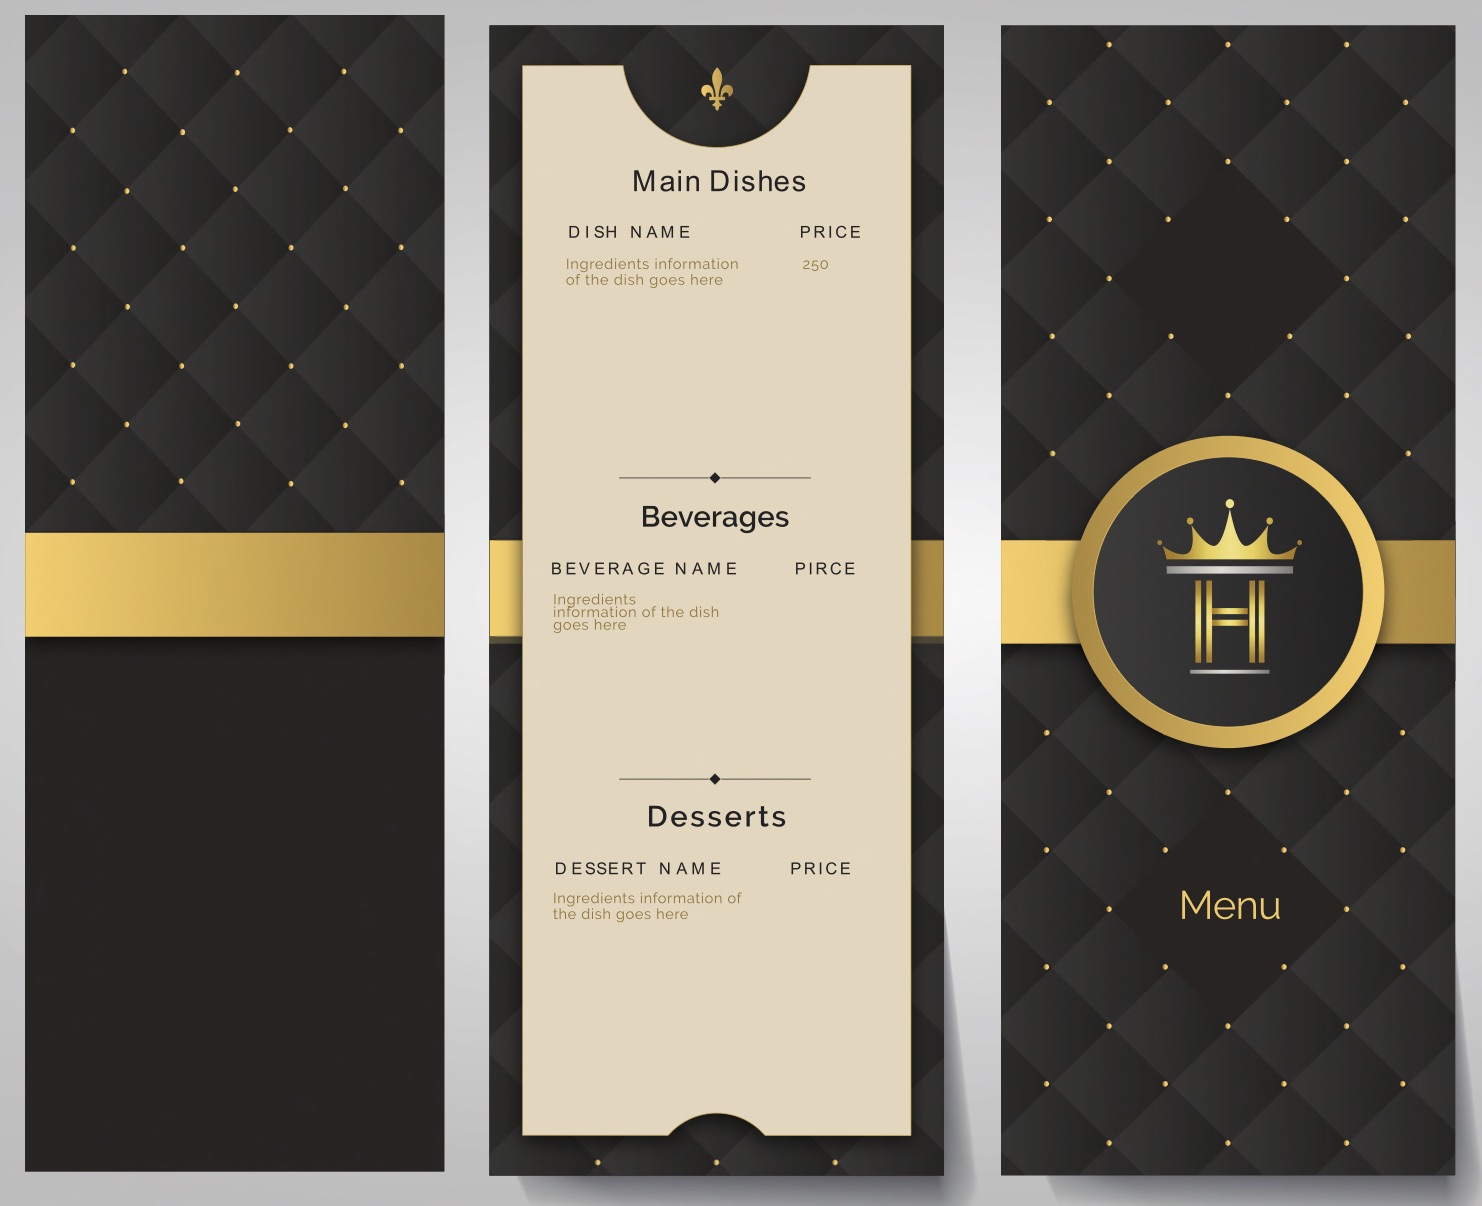 Main Dishes
DISH NAME PRICE
Ingredients information 250
of the dish goes here
Beverages
BEVERAGE NAME PIRCE
Ingredients
information of the dish
goes here
Desserts
DESSERT NAME PRICE
Ingredients information of
the dish goes here
H
Menu